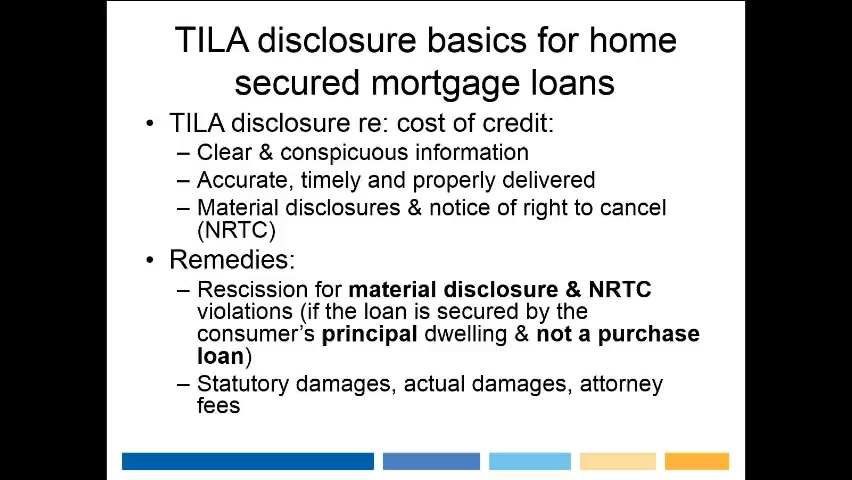 TILA disclosure basics for home
secured mortgage loans
• TILA disclosure re: cost of credit:
– Clear & conspicuous information
– Accurate, timely and properly delivered
– Material disclosures & notice of right to cancel
(NRTC)
• Remedies:
– Rescission for material disclosure & NRTC
violations (if the loan is secured by the
consumer's principal dwelling & not a purchase
loan)
– Statutory damages, actual damages, attorney
fees